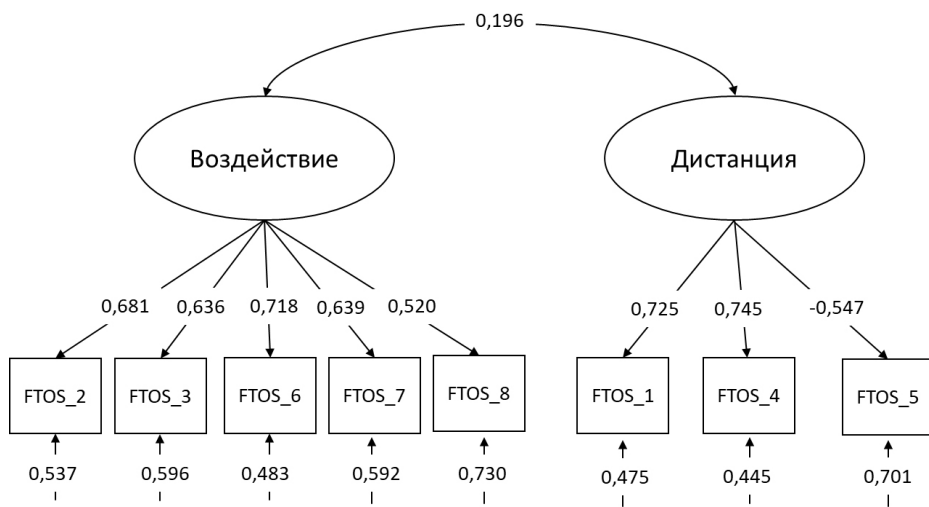 0,196
Воздействие
Дистанция
0,681 0,636 0,718 0,639 0,520
0,725 0,745 -0,547
FTOS_2 FTOS_3 FTOS_6 FTOS_7 FTOS_8
FTOS_1 FTOS_4 FTOS_5
0,537 0,596 0,483 0,592 0,730
0,475 0,445 0,701